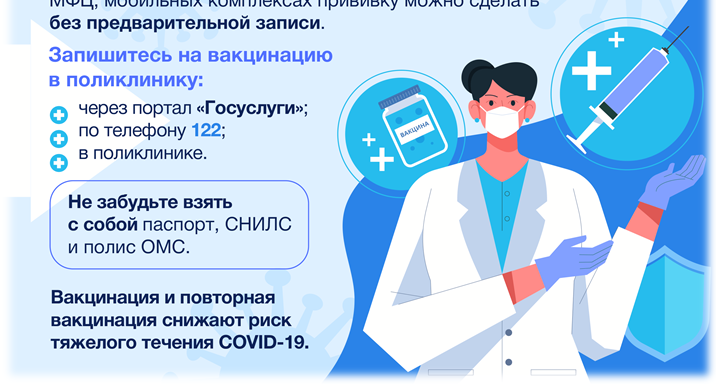 МФЦ, мобильных комплексах прививку можно сделать
без предварительной записи.
Запишитесь на вакцинацию
в поликлинику:
через портал «Госуслуги»;
по телефону 122;
в поликлинике.
ВАКЦИНА
Не забудьте взять
с собой паспорт, СНИЛС
и полис ОМС.
Вакцинация и повторная
вакцинация снижают риск
тяжелого течения COVID-19.